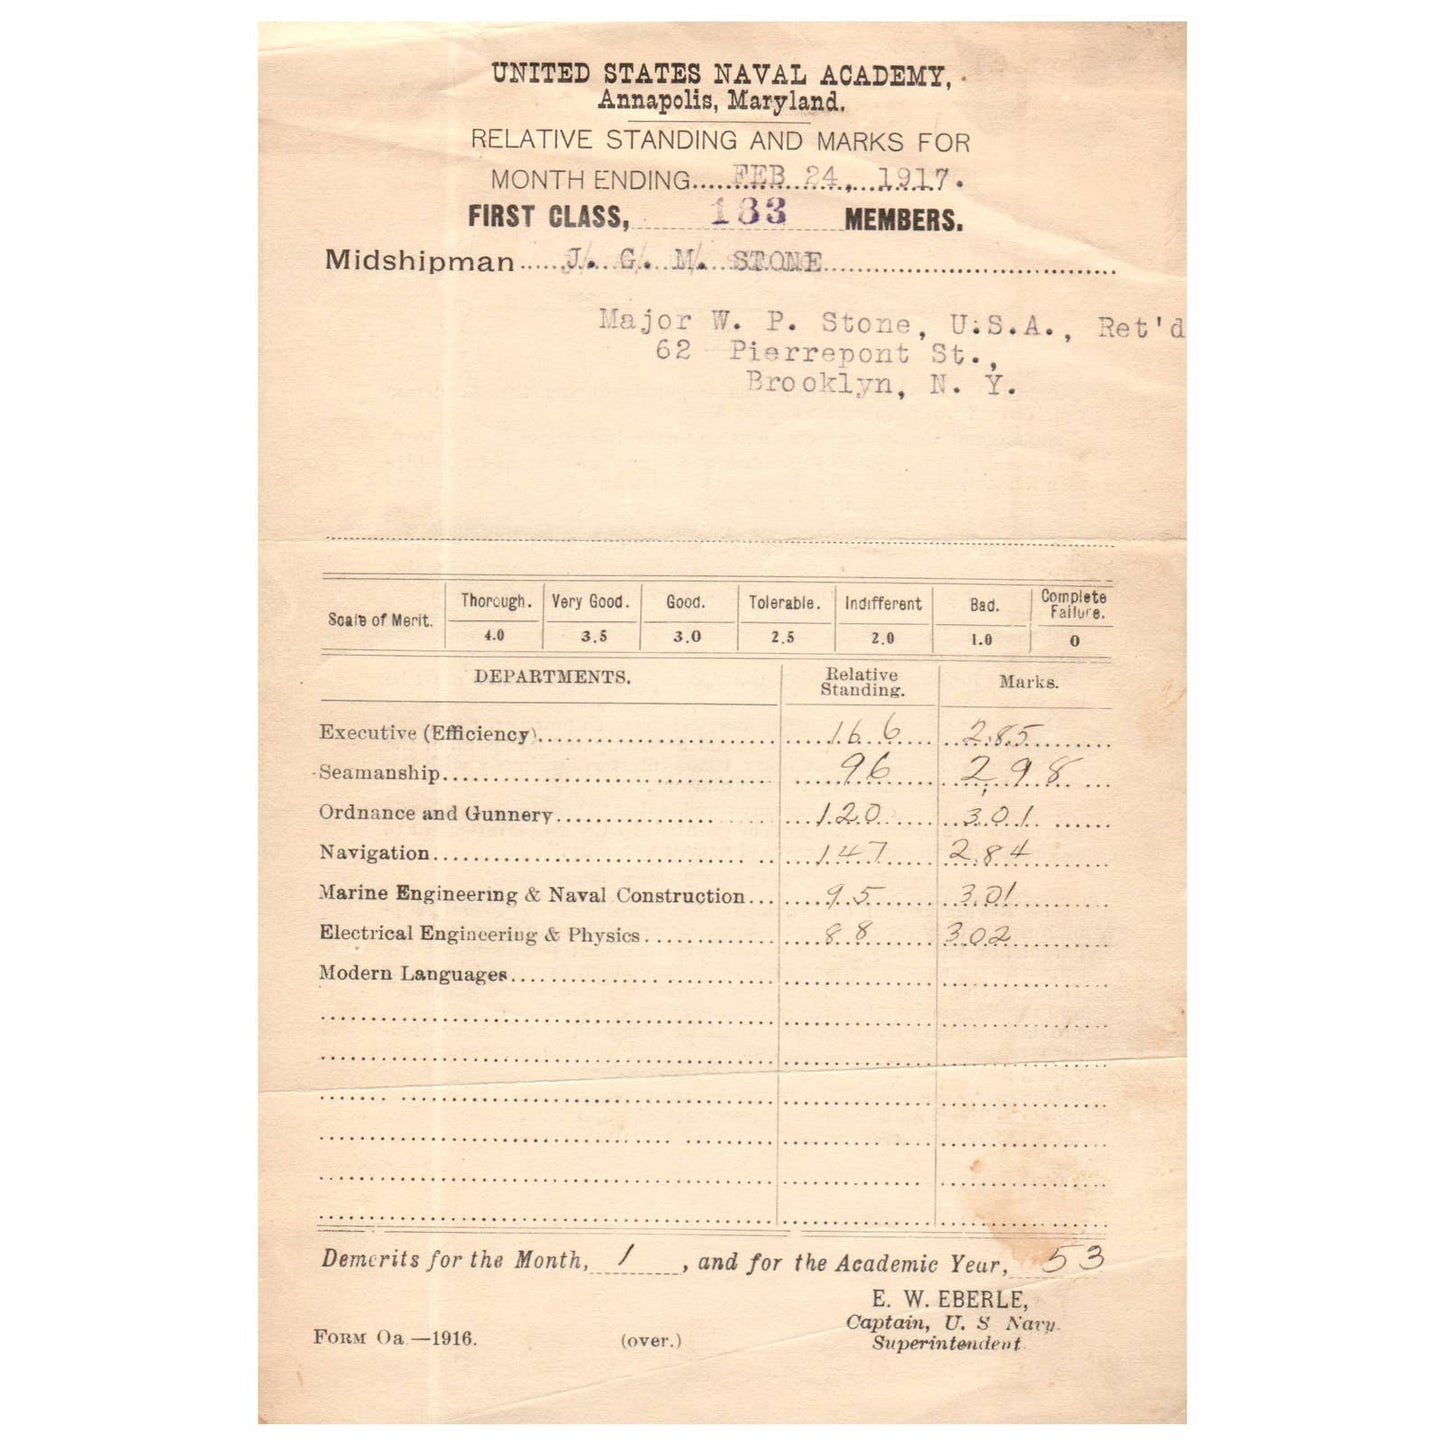 UNITED STATES NAVAL ACADEMY,
Annapolis, Maryland.
RELATIVE STANDING AND MARKS FOR
MONTH ENDING FEB 24, 1917.
FIRST CLASS, 183 MEMBERS.
Midshipman J. G. M. STONE
Major W. P. Stone, U.S.A., Ret'd
62 Pierrepont St.,
Brooklyn, N. Y.
Scale of Merit. Thorough. Very Good. Good. Tolerable. Indifferent Bad. Complete Failure.
4.0 3.5 3.0 2.5 2.0 1.0 0
DEPARTMENTS. Relative Standing. Marks.
Executive (Efficiency) 166 2.85
Seamanship 96 2.98
Ordnance and Gunnery 120 3.01
Navigation 147 2.84
Marine Engineering & Naval Construction 95 3.01
Electrical Engineering & Physics 88 3.02
Modern Languages
Demerits for the Month, 1, and for the Academic Year, 53
E. W. EBERLE,
Captain, U. S Navy.
Superintendent
FORM Oa—1916. (over.)